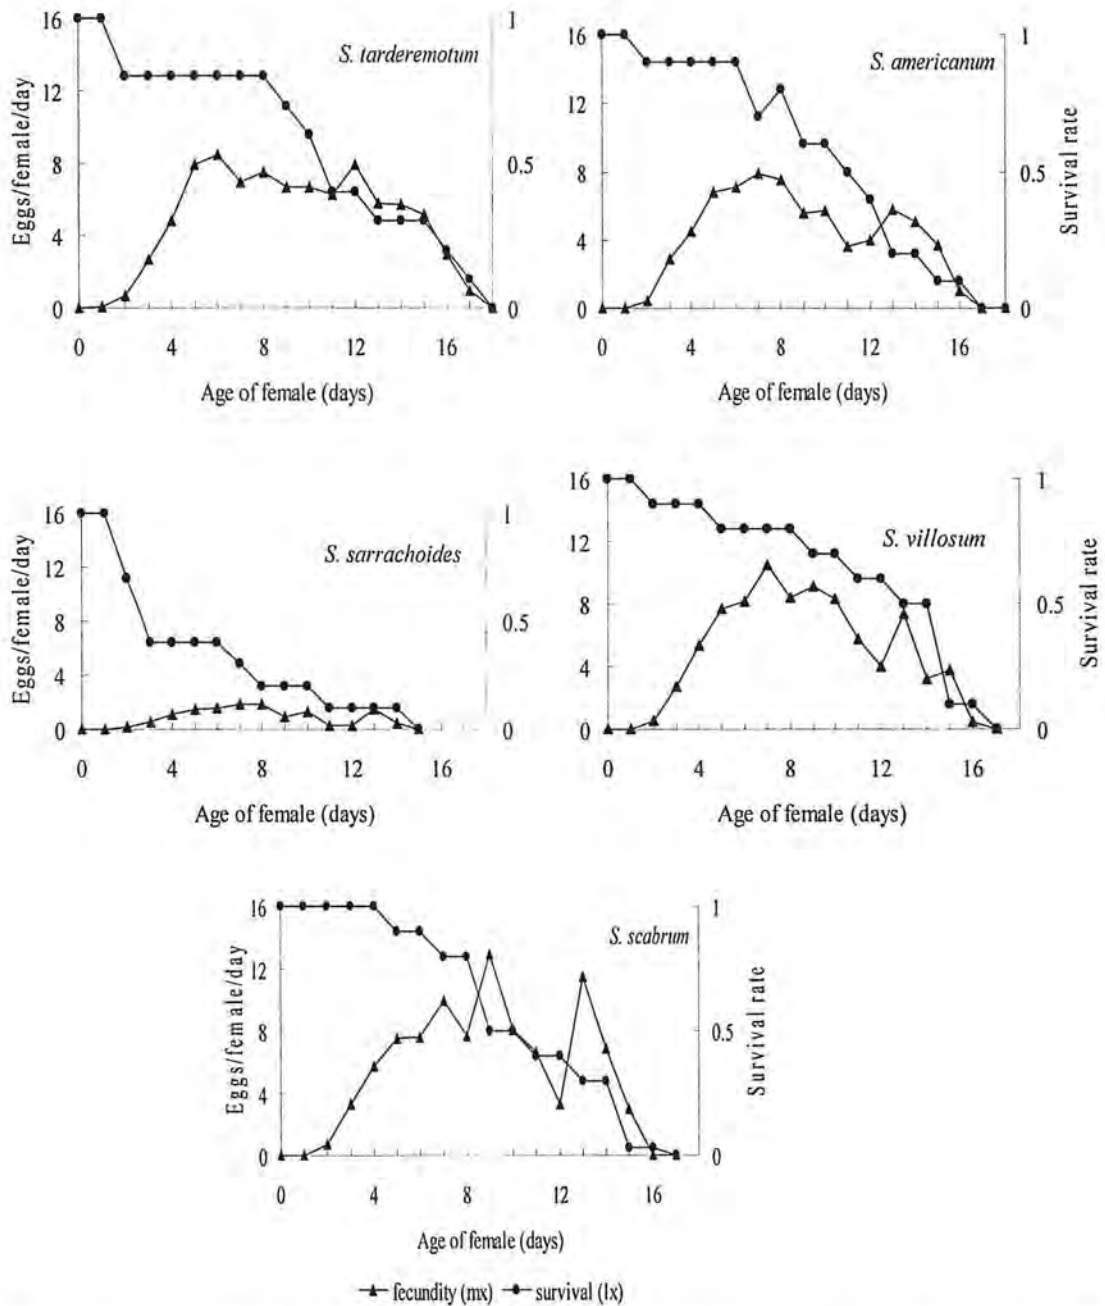 S. tarderemotum
Eggs/female/day
16
12
8
4
0
1
0.5
0
0 4 8 12 16
Age of female (days)
S. americanum
16
12
8
4
0
1
0.5
0
Survival rate
0 4 8 12 16
Age of female (days)
S. sarrachoides
Eggs/female/day
16
12
8
4
0
1
0.5
0
0 4 8 12 16
Age of female (days)
S. villosum
16
12
8
4
0
1
0.5
0
Survival rate
0 4 8 12 16
Age of female (days)
S. scabrum
Eggs/female/day
16
12
8
4
0
1
0.5
0
Survival rate
0 4 8 12 16
Age of female (days)
fecundity (mx) survival (lx)